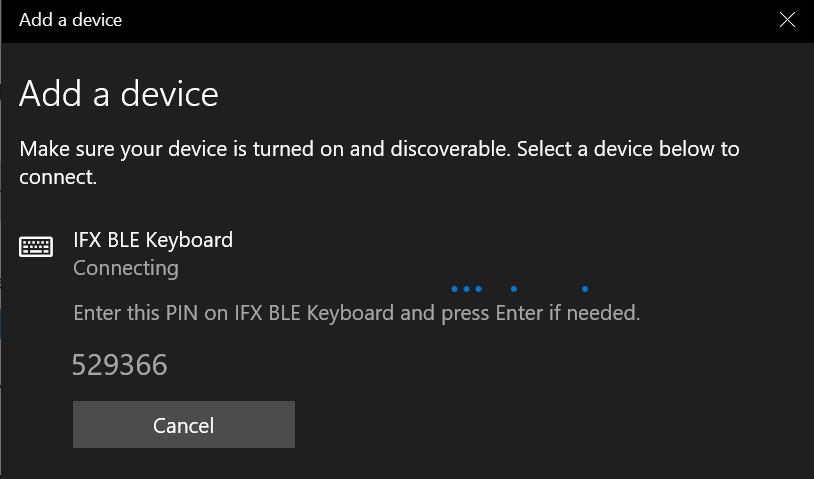 Add a device
Add a device
Make sure your device is turned on and discoverable. Select a device below to
connect.
IFX BLE Keyboard
Connecting
Enter this PIN on IFX BLE Keyboard and press Enter if needed.
529366
Cancel